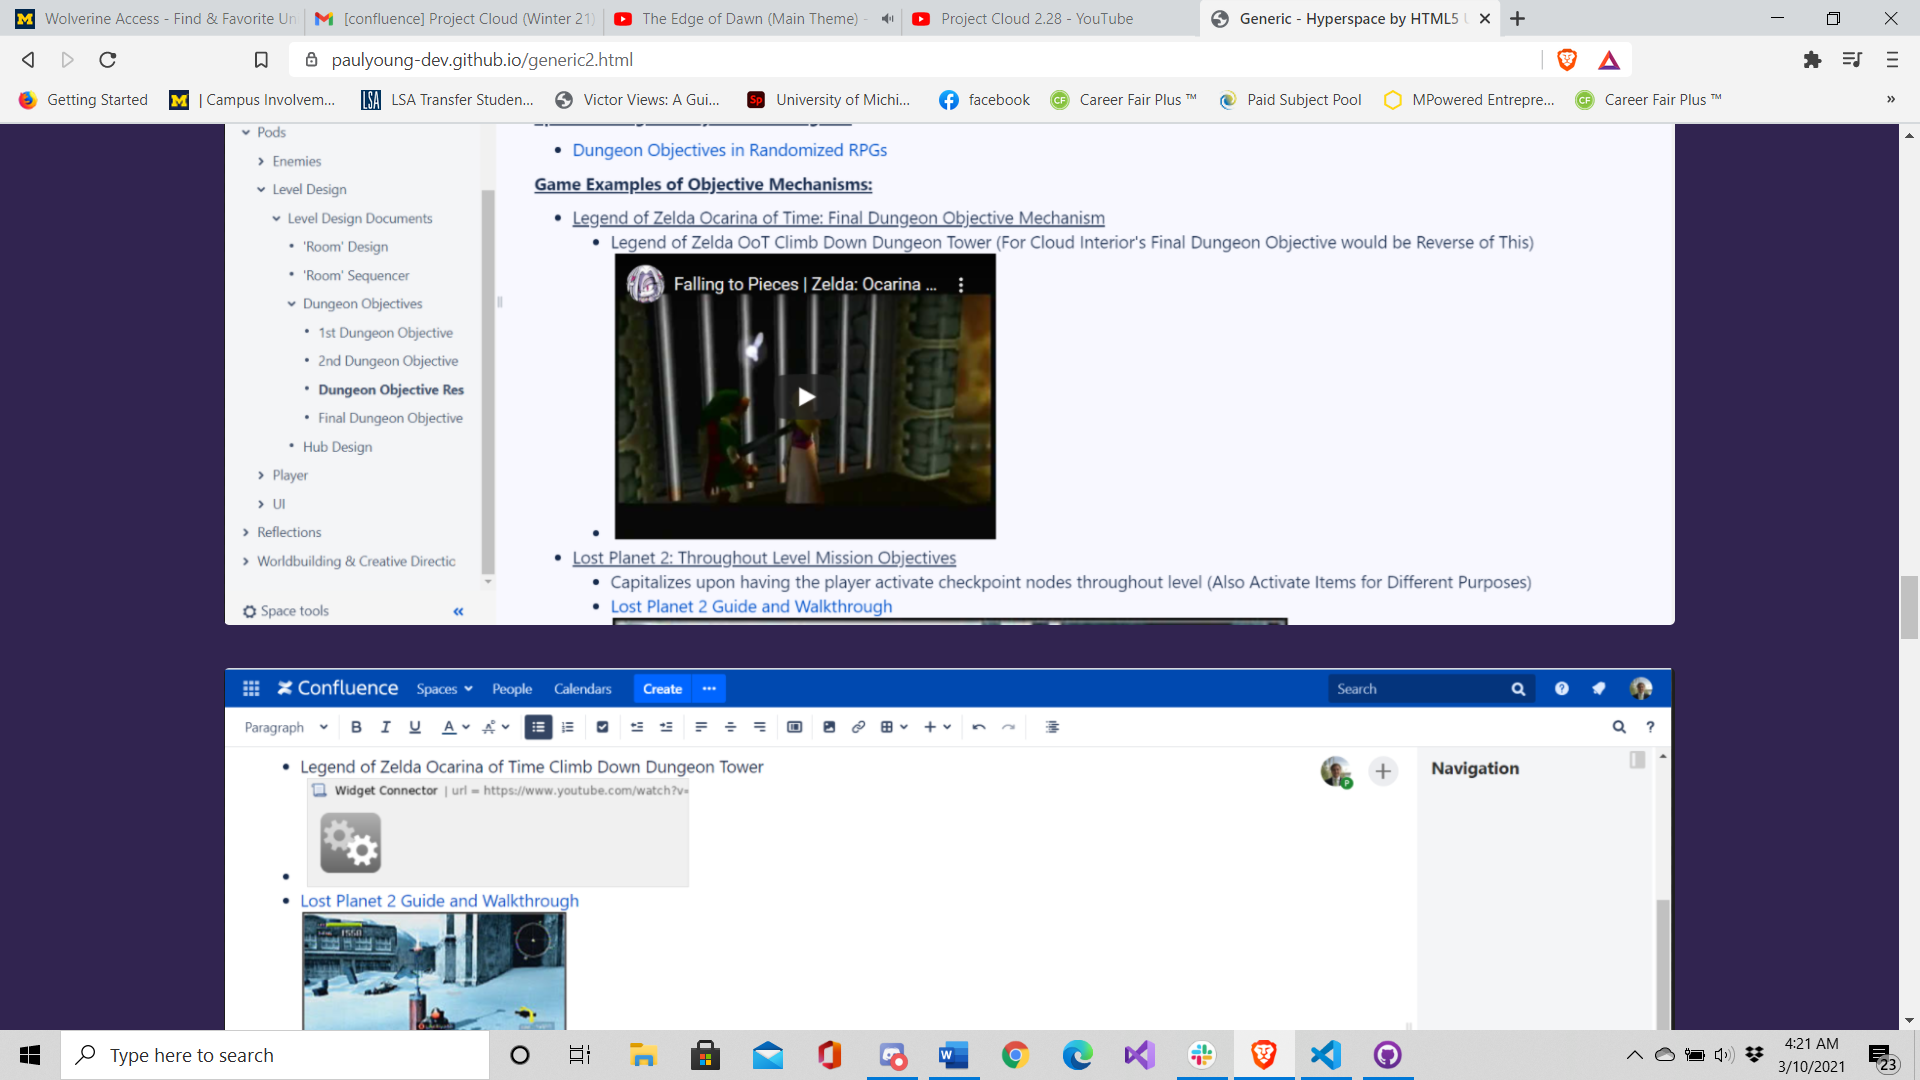 Wolverine Access - Find & Favorite Un
[confluence] Project Cloud (Winter 21)
The Edge of Dawn (Main Theme) -
Project Cloud 2.28 - YouTube
Generic - Hyperspace by HTML5 U
paulyoung-dev.github.io/generic2.html
Getting Started
| Campus Involvem...
LSA Transfer Studen...
Victor Views: A Gui...
University of Michi...
facebook
Career Fair Plus ™
Paid Subject Pool
MPowered Entrepre...
Career Fair Plus ™
»
Pods
Enemies
Level Design
Level Design Documents
'Room' Design
'Room' Sequencer
Dungeon Objectives
1st Dungeon Objective
2nd Dungeon Objective
Dungeon Objective Res
Final Dungeon Objective
Hub Design
Player
UI
Reflections
Worldbuilding & Creative Directic
Space tools
«
Dungeon Objectives in Randomized RPGs
Game Examples of Objective Mechanisms:
Legend of Zelda Ocarina of Time: Final Dungeon Objective Mechanism
Legend of Zelda OoT Climb Down Dungeon Tower (For Cloud Interior's Final Dungeon Objective would be Reverse of This)
Falling to Pieces | Zelda: Ocarina ...
Lost Planet 2: Throughout Level Mission Objectives
Capitalizes upon having the player activate checkpoint nodes throughout level (Also Activate Items for Different Purposes)
Lost Planet 2 Guide and Walkthrough
Confluence Spaces People Calendars Create ··· Search
Paragraph B I U A
Legend of Zelda Ocarina of Time Climb Down Dungeon Tower
Widget Connector | url = https://www.youtube.com/watch?v=
Lost Planet 2 Guide and Walkthrough
Navigation
Type here to search
4:21 AM
3/10/2021
23